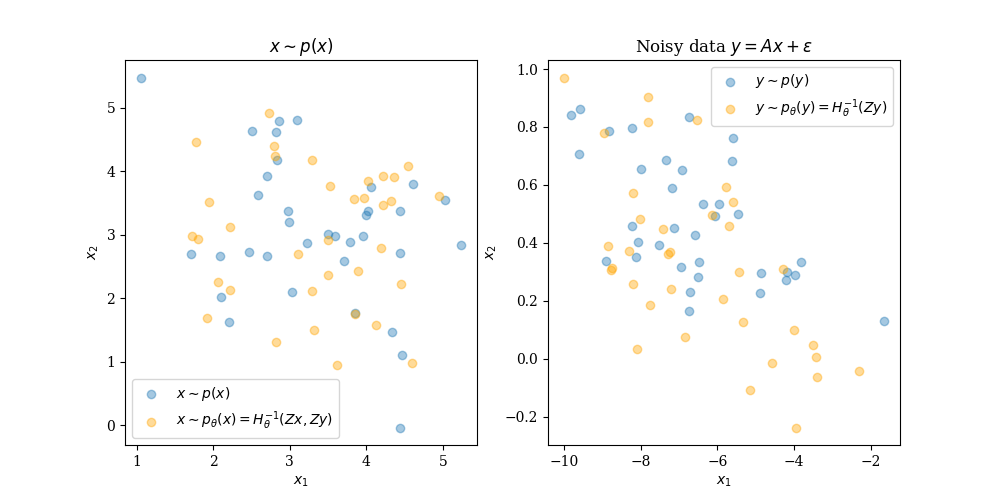 x ∼ p(x)
5
4
3
2
1
0
x₂
1 2 3 4 5
x₁
x ∼ p(x)
x ∼ p_θ(x) = H_θ^{-1}(Zx, Zy)
Noisy data y = Ax + ε
1.0
0.8
0.6
0.4
0.2
0.0
−0.2
x₂
−10 −8 −6 −4 −2
x₁
y ∼ p(y)
y ∼ p_θ(y) = H_θ^{-1}(Zy)